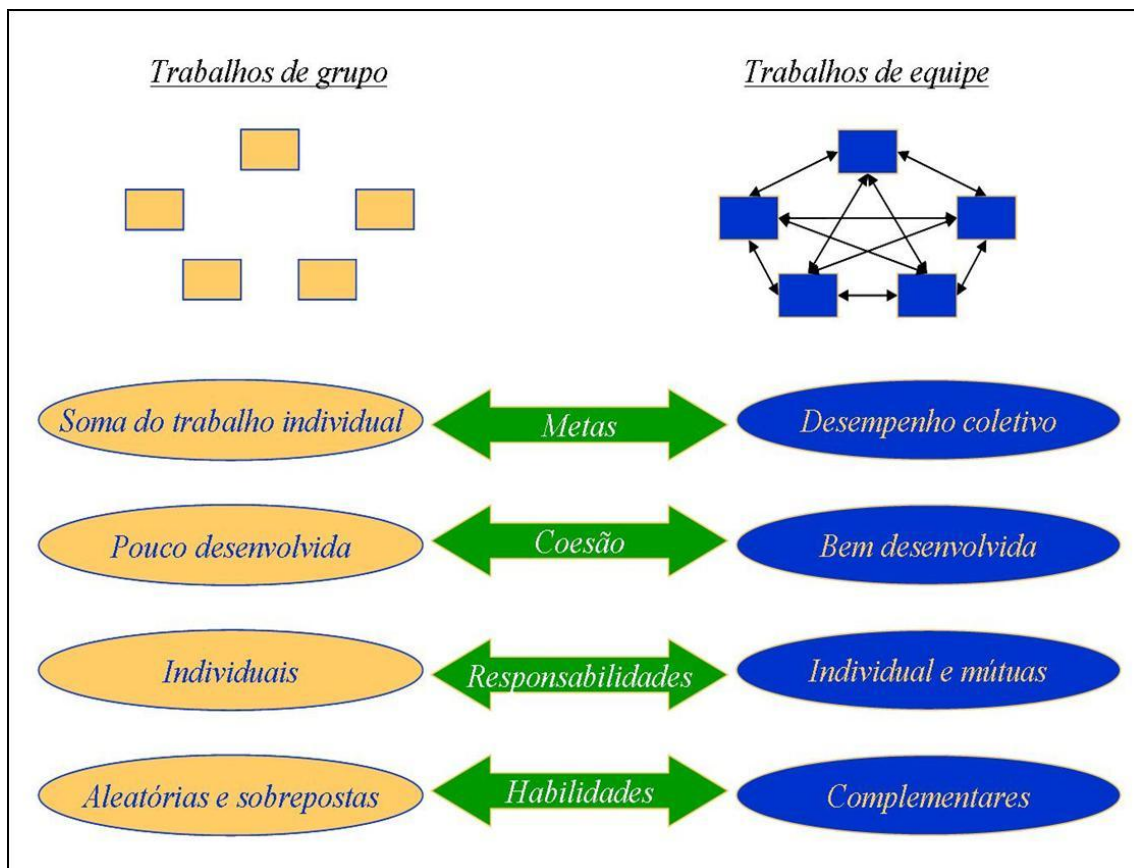 Trabalhos de grupo
Trabalhos de equipe
Soma do trabalho individual
Metas
Desempenho coletivo
Pouco desenvolvida
Coesão
Bem desenvolvida
Individuais
Responsabilidades
Individual e mútuas
Aleatórias e sobrepostas
Habilidades
Complementares